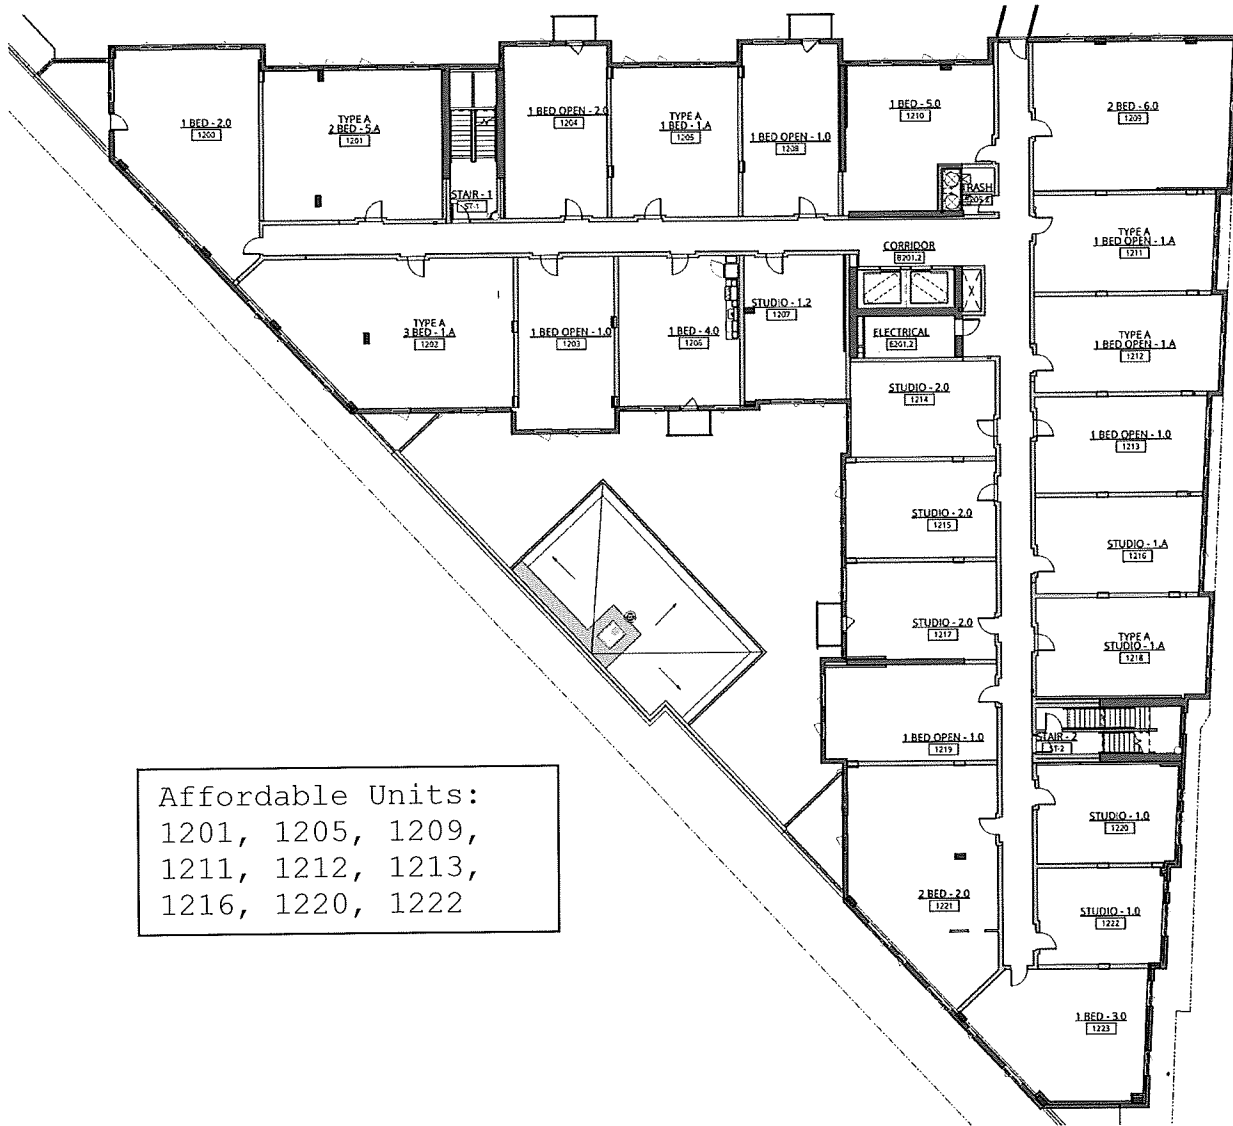 1 BED - 2.0
1200
TYPE A
2 BED - 5.A
1201
STAIR - 1
ST-1
1 BED OPEN - 2.0
1204
TYPE A
1 BED - 1.A
1205
1 BED OPEN - 1.0
1208
1 BED - 5.0
1210
TRASH
2 BED - 6.0
1209
TYPE A
1 BED OPEN - 1.A
1211
CORRIDOR
B201.2
TYPE A
3 BED - 1.A
1202
1 BED OPEN - 1.0
1203
1 BED - 4.0
1206
STUDIO - 1.2
1207
ELECTRICAL
E201.2
TYPE A
1 BED OPEN - 1.A
1212
STUDIO - 2.0
1214
1 BED OPEN - 1.0
1213
STUDIO - 2.0
1215
STUDIO - 1.A
1216
STUDIO - 2.0
1217
TYPE A
STUDIO - 1.A
1218
1 BED OPEN - 1.0
1219
STAIR - 2
ST-2
STUDIO - 1.0
1220
2 BED - 2.0
1221
STUDIO - 1.0
1222
1 BED - 3.0
1223
Affordable Units:
1201, 1205, 1209,
1211, 1212, 1213,
1216, 1220, 1222